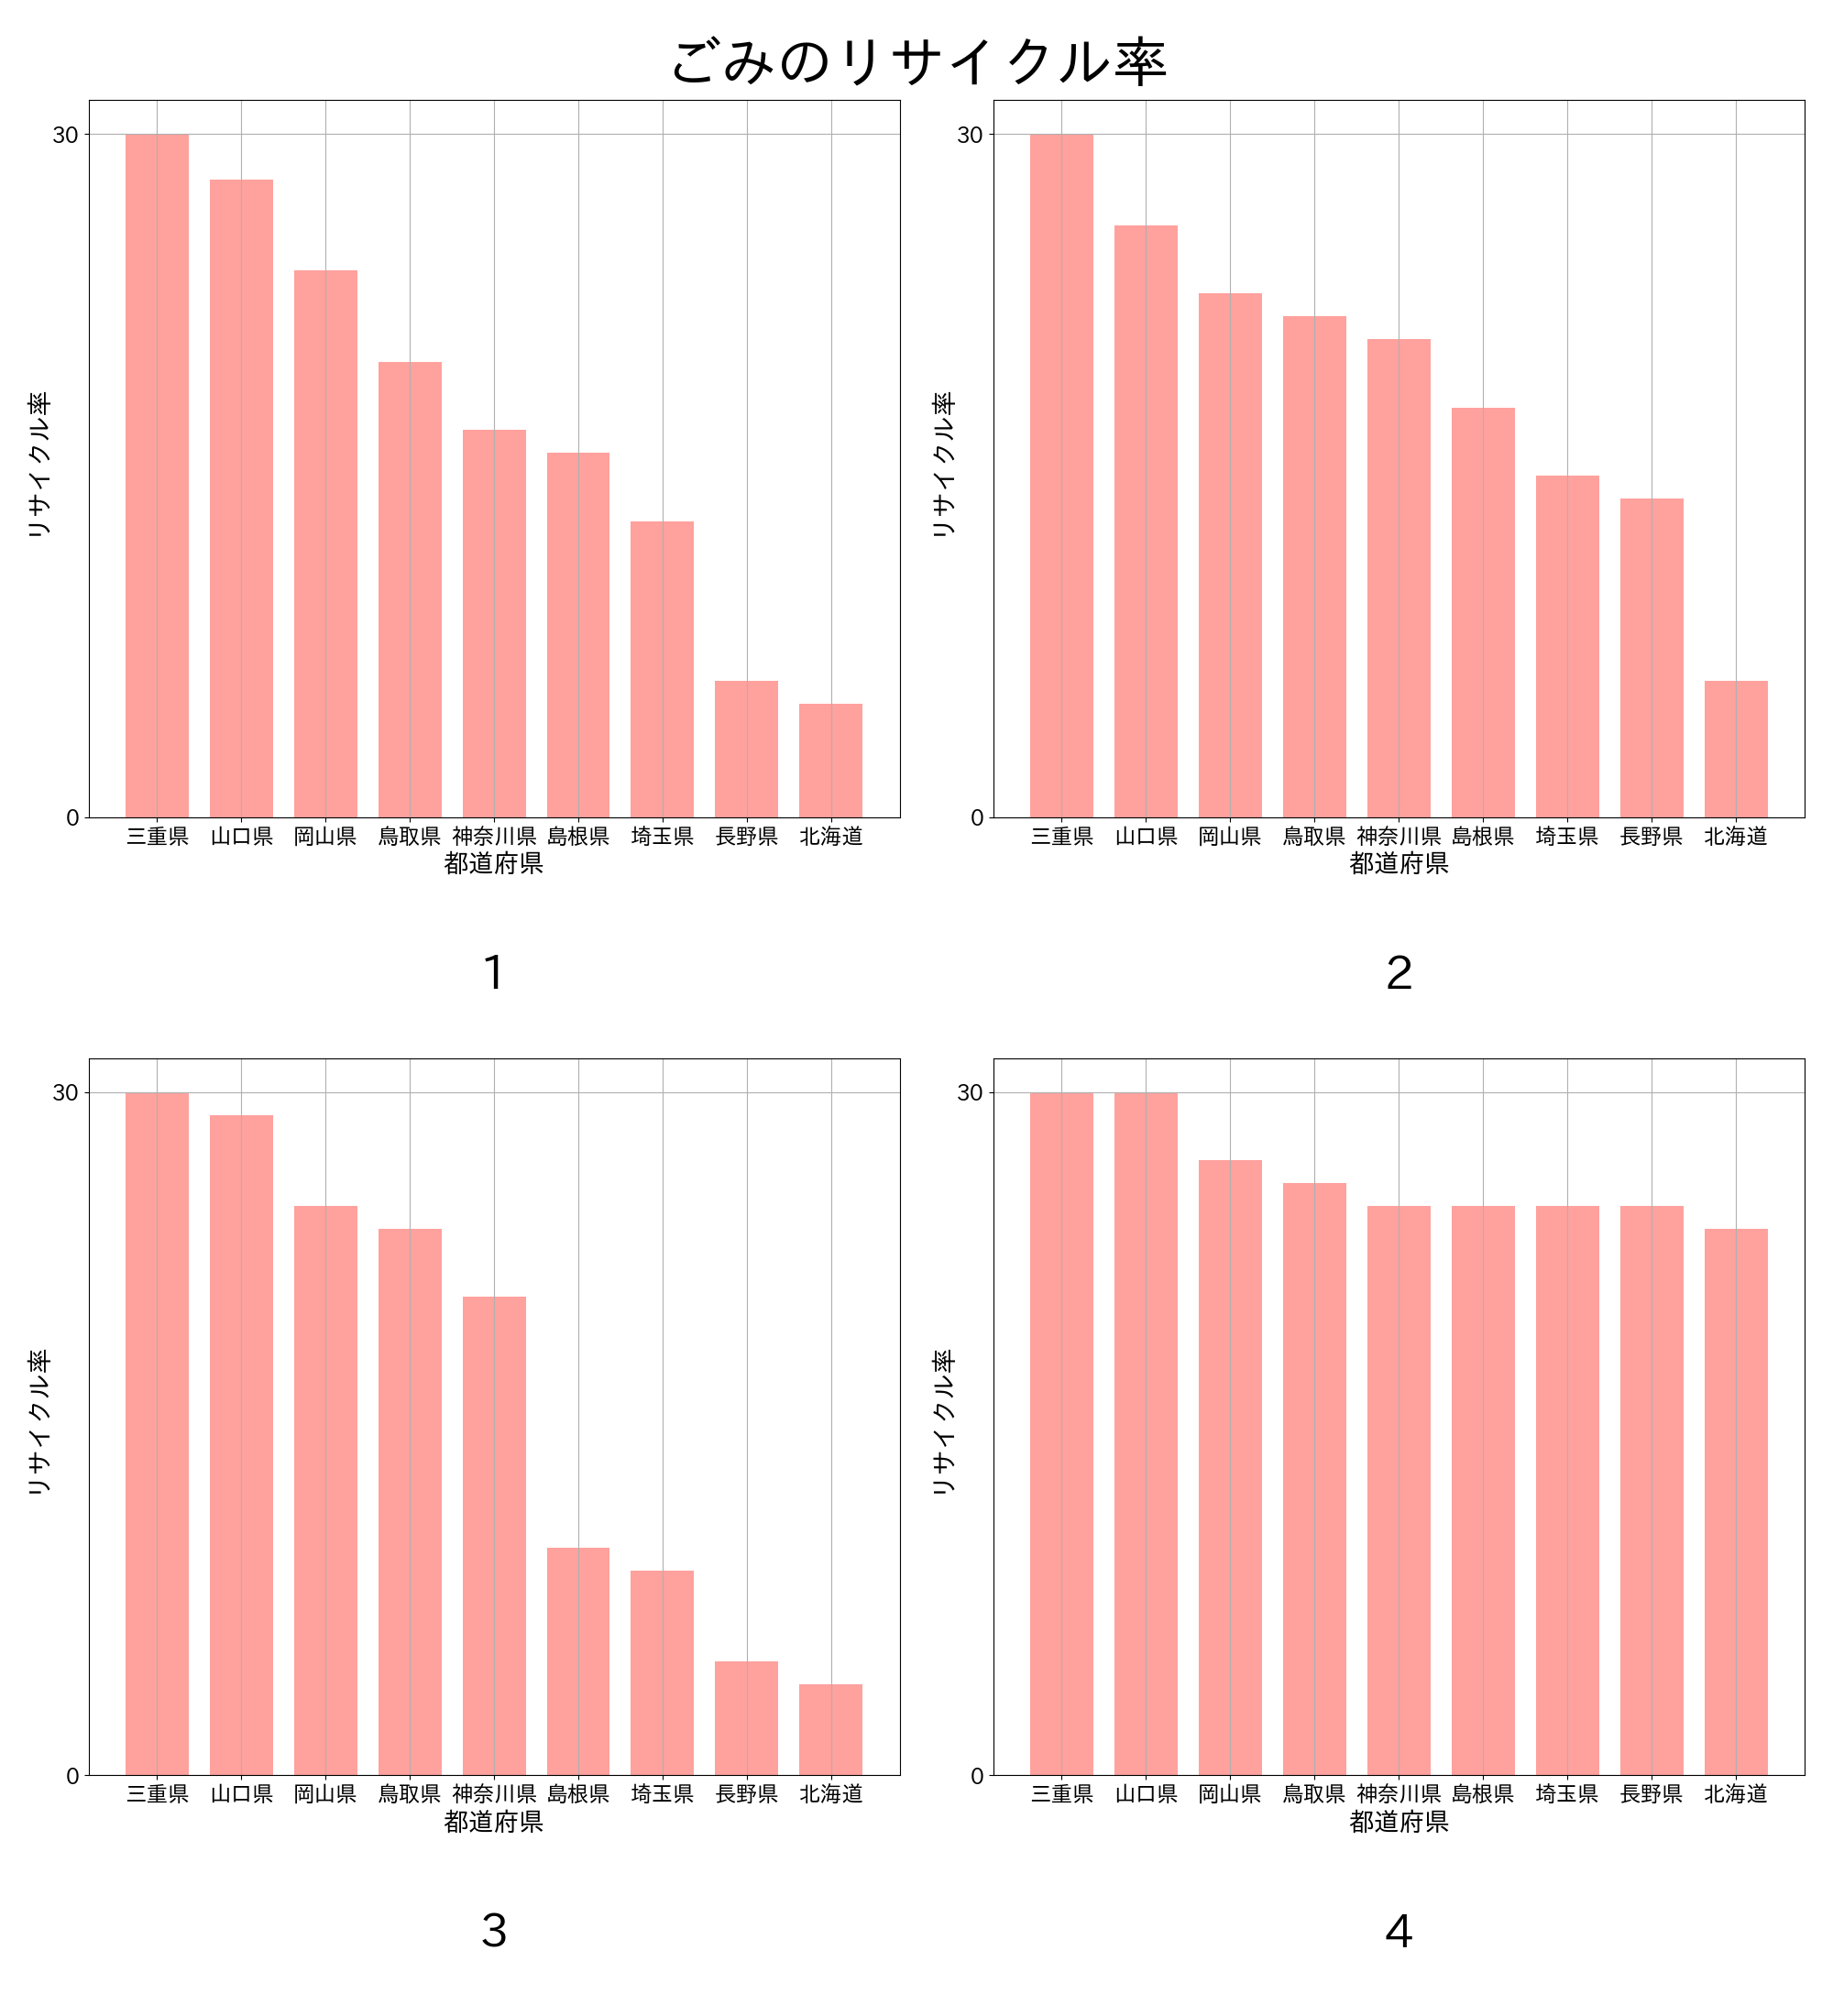 ごみのリサイクル率
30
0
リサイクル率
三重県 山口県 岡山県 鳥取県 神奈川県 島根県 埼玉県 長野県 北海道
都道府県
1
30
0
リサイクル率
三重県 山口県 岡山県 鳥取県 神奈川県 島根県 埼玉県 長野県 北海道
都道府県
2
30
0
リサイクル率
三重県 山口県 岡山県 鳥取県 神奈川県 島根県 埼玉県 長野県 北海道
都道府県
3
30
0
リサイクル率
三重県 山口県 岡山県 鳥取県 神奈川県 島根県 埼玉県 長野県 北海道
都道府県
4